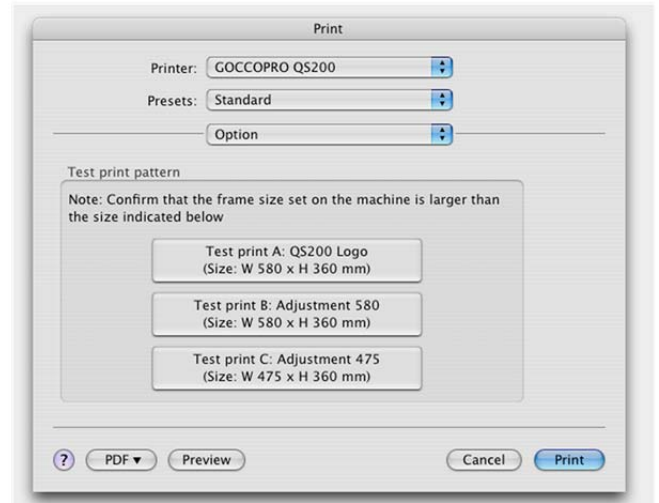 Print
Printer: GOCCOPRO QS200
Presets: Standard
Option
Test print pattern
Note: Confirm that the frame size set on the machine is larger than
the size indicated below
Test print A: QS200 Logo
(Size: W 580 x H 360 mm)
Test print B: Adjustment 580
(Size: W 580 x H 360 mm)
Test print C: Adjustment 475
(Size: W 475 x H 360 mm)
? PDF ▼ Preview Cancel Print